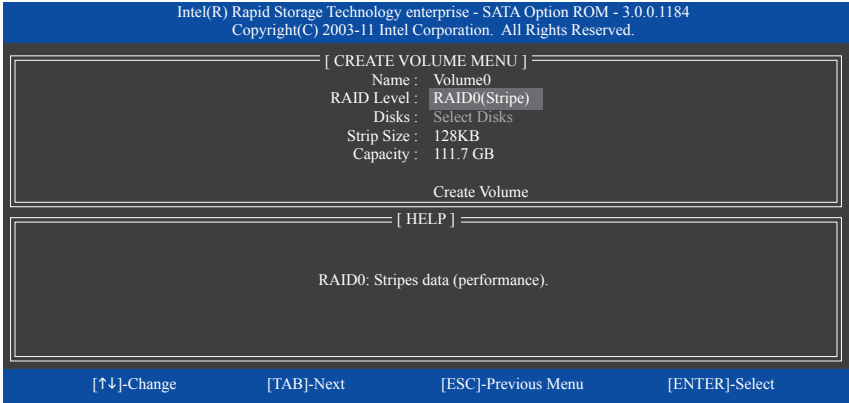 Intel(R) Rapid Storage Technology enterprise - SATA Option ROM - 3.0.0.1184
Copyright(C) 2003-11 Intel Corporation. All Rights Reserved.
[ CREATE VOLUME MENU ]
Name : Volume0
RAID Level : RAID0(Stripe)
Disks : Select Disks
Strip Size : 128KB
Capacity : 111.7 GB
Create Volume
[ HELP ]
RAID0: Stripes data (performance).
[↑↓]-Change [TAB]-Next [ESC]-Previous Menu [ENTER]-Select